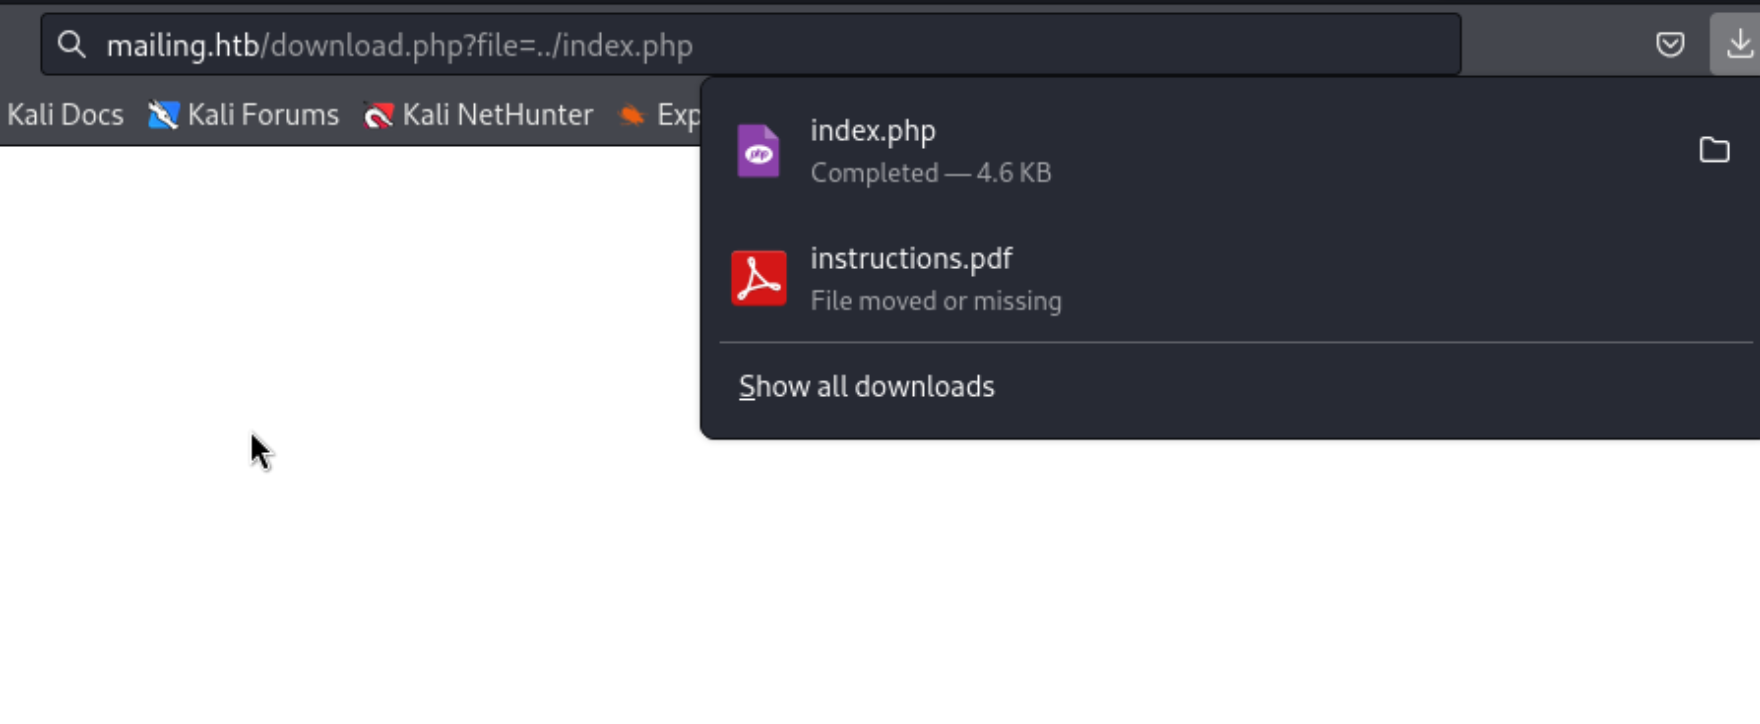 mailing.htb/download.php?file=../index.php
Kali Docs Kali Forums Kali NetHunter Exp
index.php
Completed — 4.6 KB
instructions.pdf
File moved or missing
Show all downloads
php